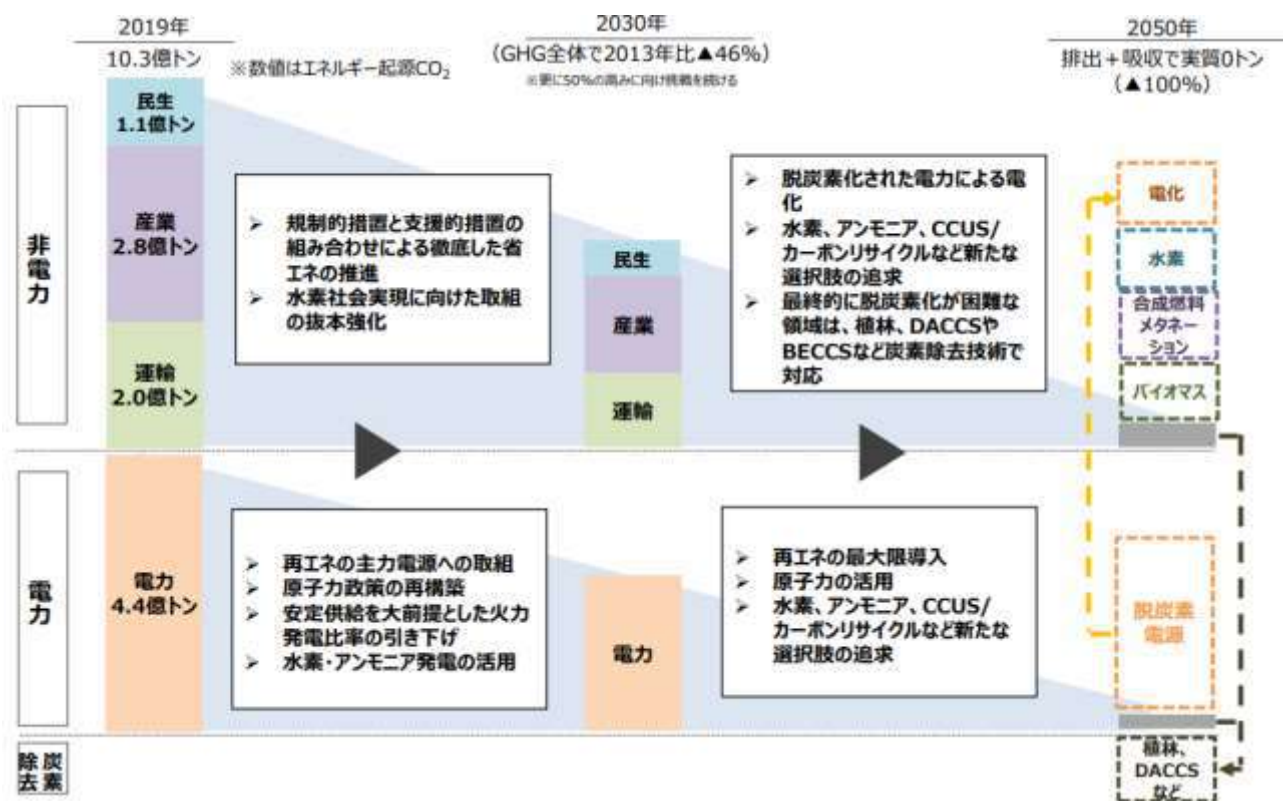 2019年
10.3億トン
※数値はエネルギー起源CO₂
2030年
(GHG全体で2013年比▲46%)
※更に50%の高みに向け挑戦を続ける
2050年
排出+吸収で実質0トン
(▲100%)
非電力
民生
1.1億トン
産業
2.8億トン
運輸
2.0億トン
➢ 規制的措置と支援的措置の
組み合わせによる徹底した省
エネの推進
➢ 水素社会実現に向けた取組
の抜本強化
民生
産業
運輸
➢ 脱炭素化された電力による電
化
➢ 水素、アンモニア、CCUS/
カーボンリサイクルなど新たな
選択肢の追求
➢ 最終的に脱炭素化が困難な
領域は、植林、DACCSや
BECCSなど炭素除去技術で
対応
電化
水素
合成燃料
メタネー
ション
バイオマス
電力
電力
4.4億トン
➢ 再エネの主力電源への取組
➢ 原子力政策の再構築
➢ 安定供給を大前提とした火力
発電比率の引き下げ
➢ 水素・アンモニア発電の活用
電力
➢ 再エネの最大限導入
➢ 原子力の活用
➢ 水素、アンモニア、CCUS/
カーボンリサイクルなど新たな
選択肢の追求
脱炭素
電源
炭素
除去
植林、
DACCS
など